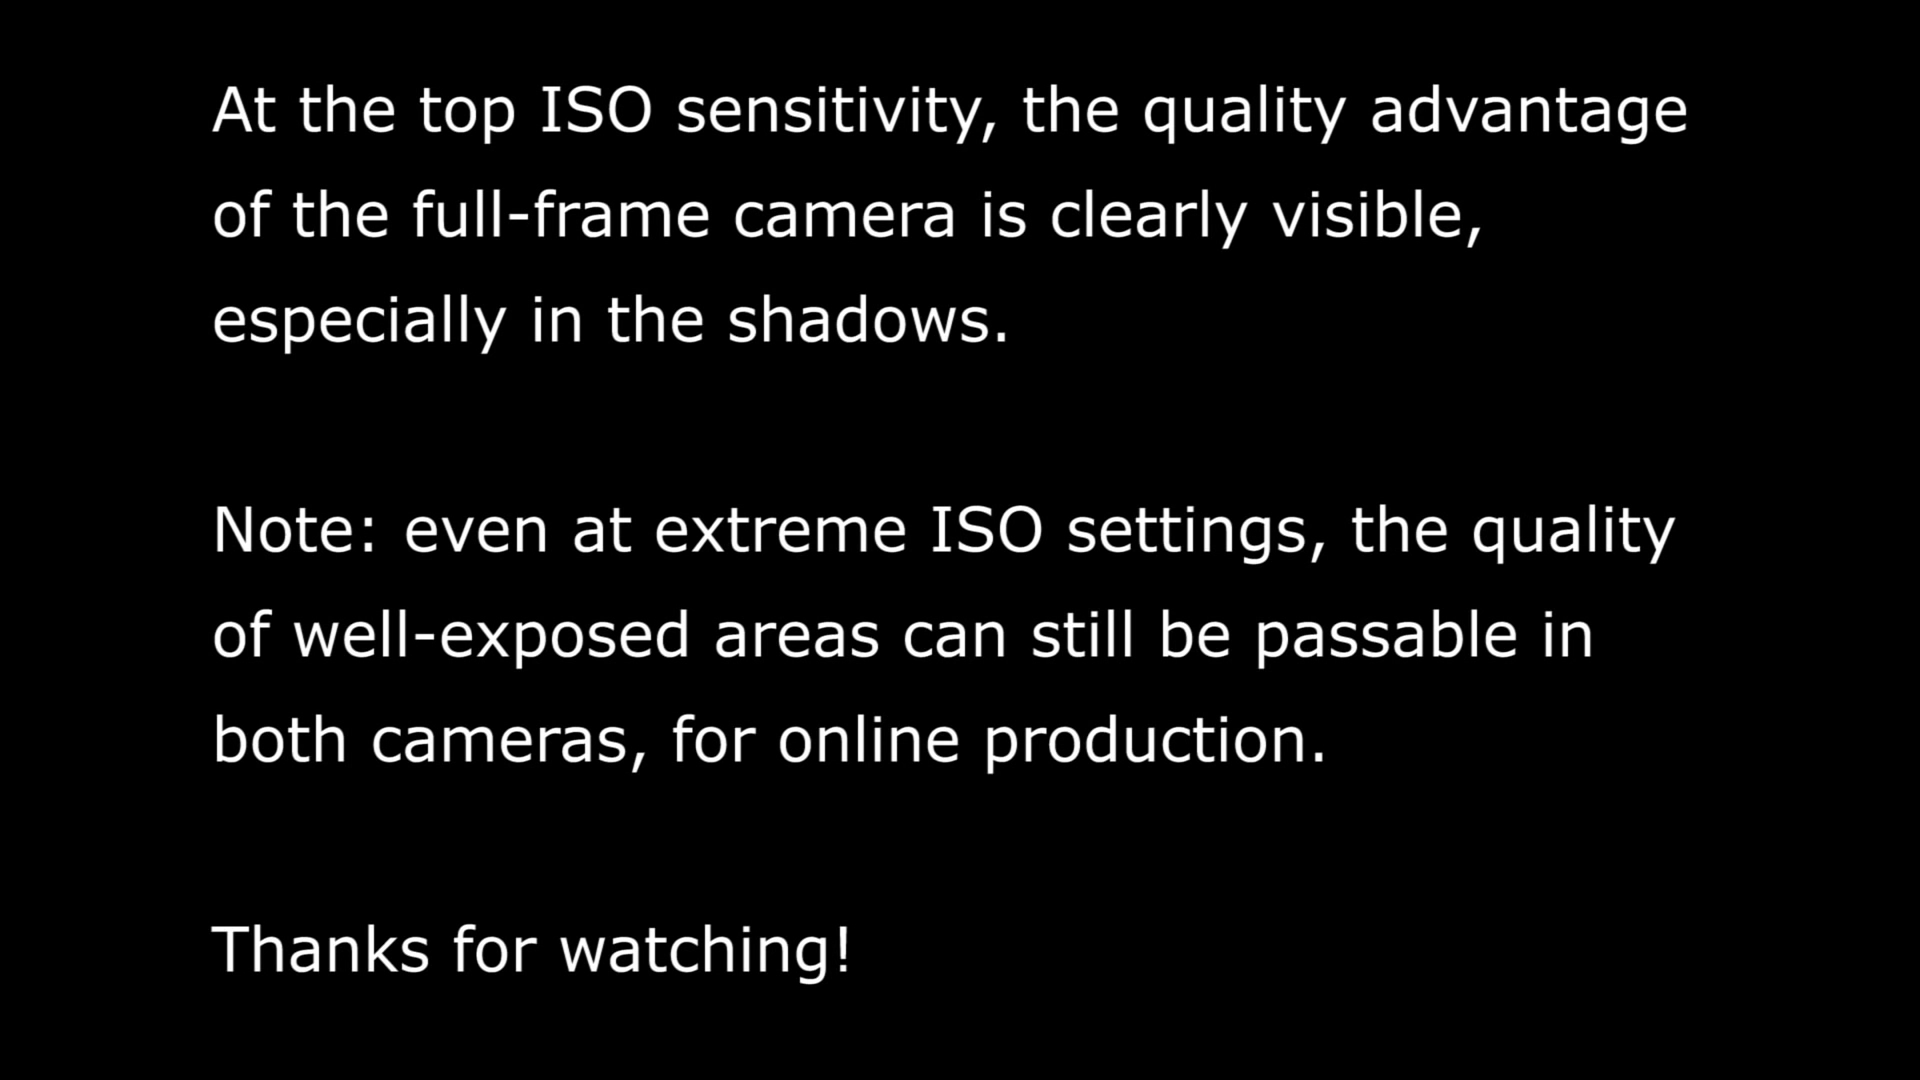 At the top ISO sensitivity, the quality advantage
of the full-frame camera is clearly visible,
especially in the shadows.
Note: even at extreme ISO settings, the quality
of well-exposed areas can still be passable in
both cameras, for online production.
Thanks for watching!